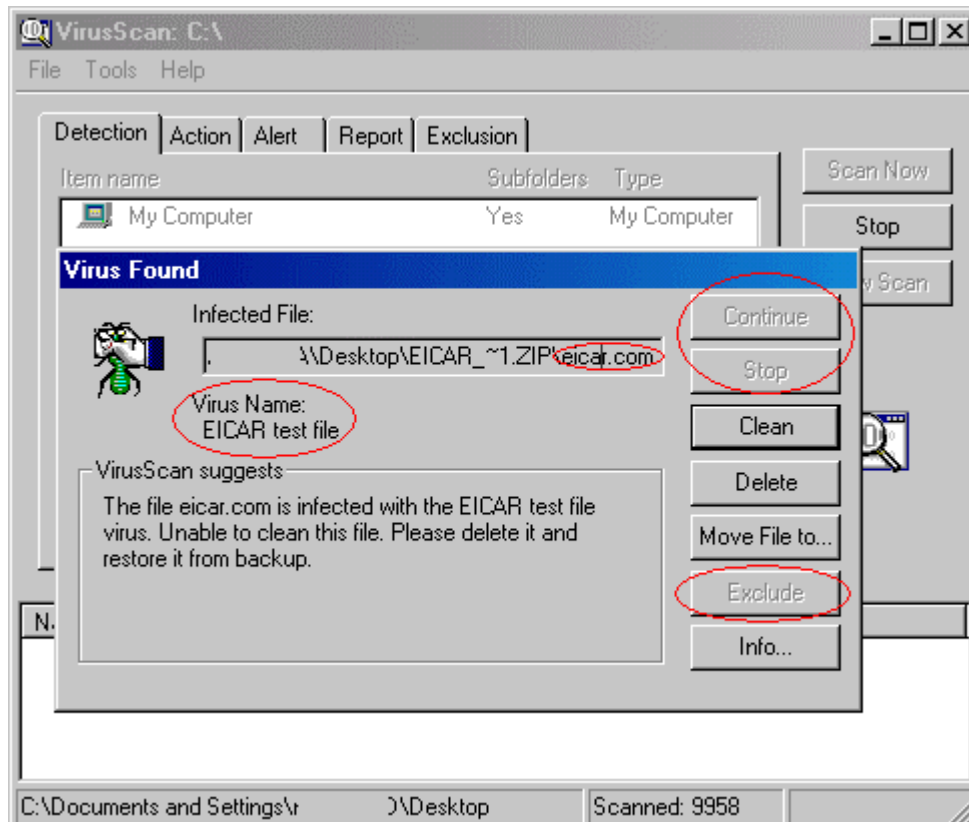 VirusScan: C:\
File Tools Help
Detection Action Alert Report Exclusion
Item name Subfolders Type
My Computer Yes My Computer
Scan Now
Stop
Scan
Virus Found
Infected File:
\\Desktop\EICAR_~1.ZIP\eicar.com
Virus Name:
EICAR test file
VirusScan suggests
The file eicar.com is infected with the EICAR test file
virus. Unable to clean this file. Please delete it and
restore it from backup.
Continue
Stop
Clean
Delete
Move File to...
Exclude
Info...
C:\Documents and Settings\ \Desktop
Scanned: 9958